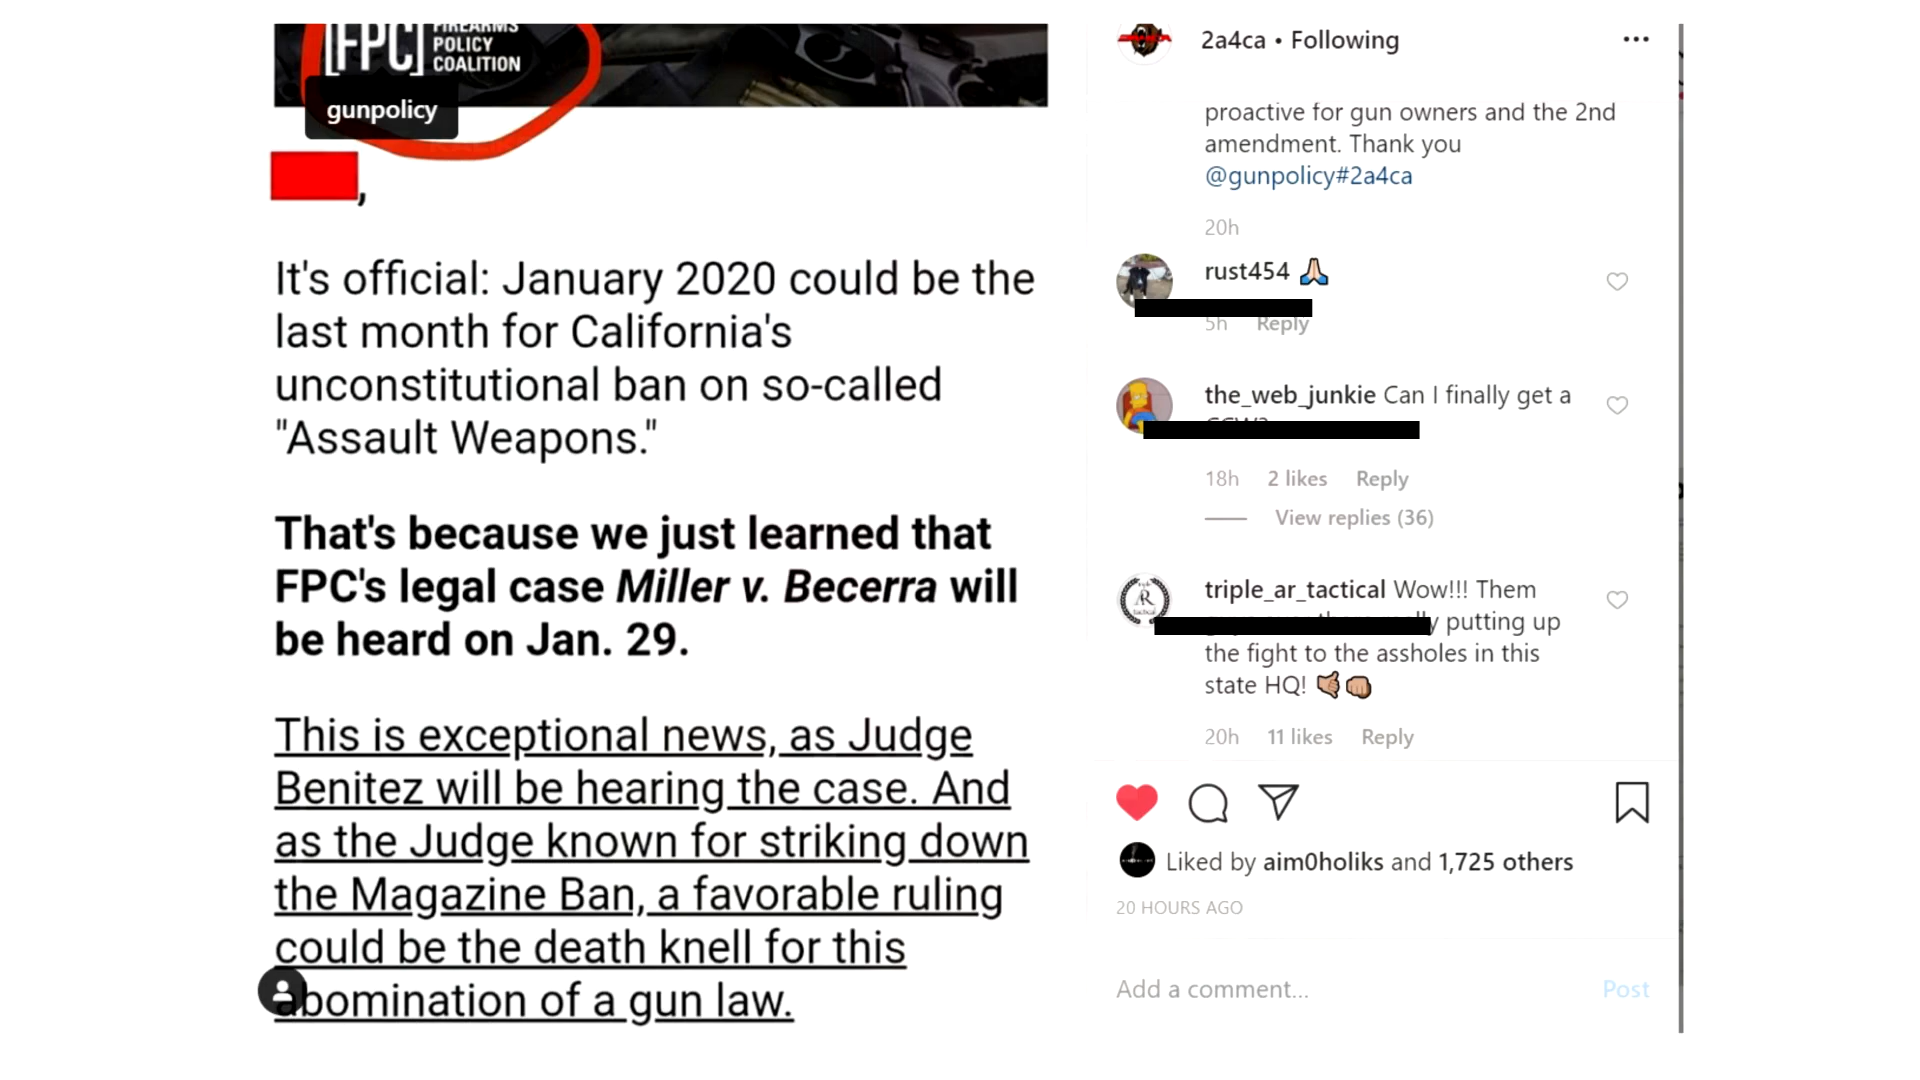 [FPC] FIREARMS
POLICY
COALITION
gunpolicy
,
It's official: January 2020 could be the
last month for California's
unconstitutional ban on so-called
"Assault Weapons."
That's because we just learned that
FPC's legal case Miller v. Becerra will
be heard on Jan. 29.
This is exceptional news, as Judge
Benitez will be hearing the case. And
as the Judge known for striking down
the Magazine Ban, a favorable ruling
could be the death knell for this
abomination of a gun law.
2a4ca • Following
proactive for gun owners and the 2nd
amendment. Thank you
@gunpolicy#2a4ca
20h
rust454 🙏🏻
5h Reply
the_web_junkie Can I finally get a
18h 2 likes Reply
View replies (36)
triple_ar_tactical Wow!!! Them
putting up
the fight to the assholes in this
state HQ! 🤙🏽👊🏽
20h 11 likes Reply
Liked by aim0holiks and 1,725 others
20 HOURS AGO
Add a comment... Post